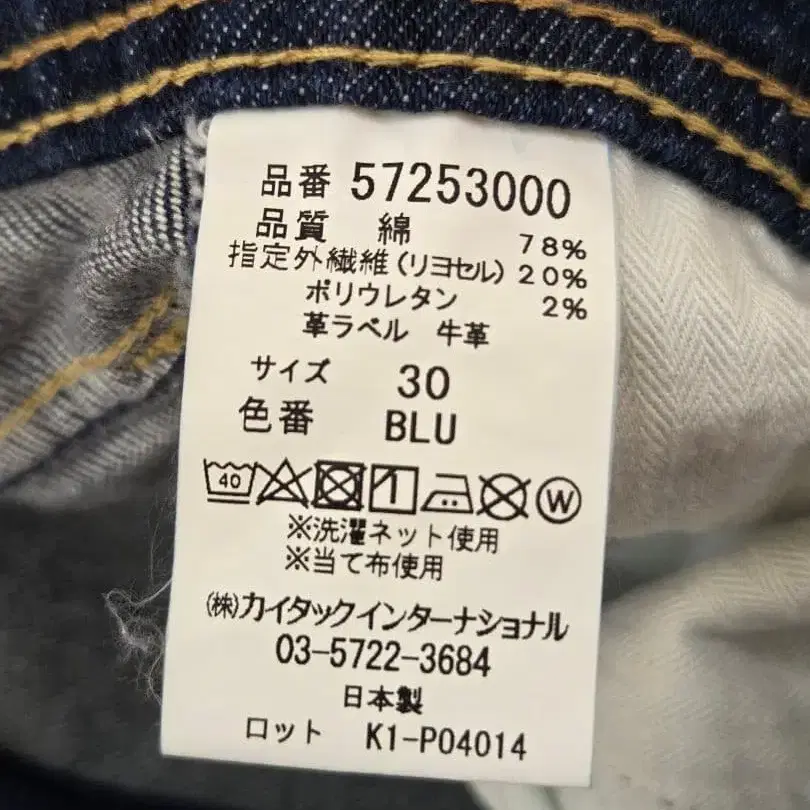 品番 57253000
品質 綿 78%
指定外繊維(リヨセル) 20%
ポリウレタン 2%
革ラベル 牛革
サイズ 30
色番 BLU
40 W
※洗濯ネット使用
※当て布使用
(株)カイタックインターナショナル
03-5722-3684
日本製
ロット K1-P04014